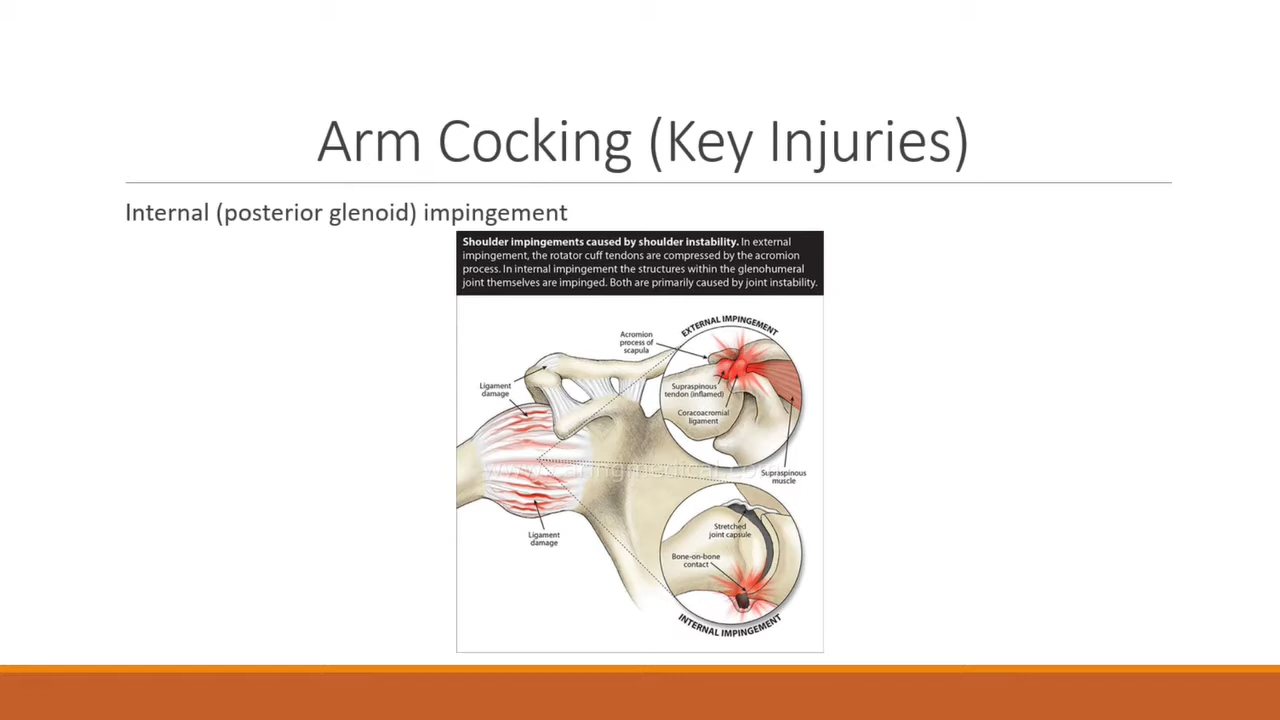 Arm Cocking (Key Injuries)
Internal (posterior glenoid) impingement
Shoulder impingements caused by shoulder instability. In external
impingement, the rotator cuff tendons are compressed by the acromion
process. In internal impingement the structures within the glenohumeral
joint themselves are impinged. Both are primarily caused by joint instability.
EXTERNAL IMPINGEMENT
Acromion
process of
scapula
Ligament
damage
Supraspinous
tendon (inflamed)
Coracoacromial
ligament
Supraspinous
muscle
Stretched
joint capsule
Ligament
damage
Bone-on-bone
contact
INTERNAL IMPINGEMENT